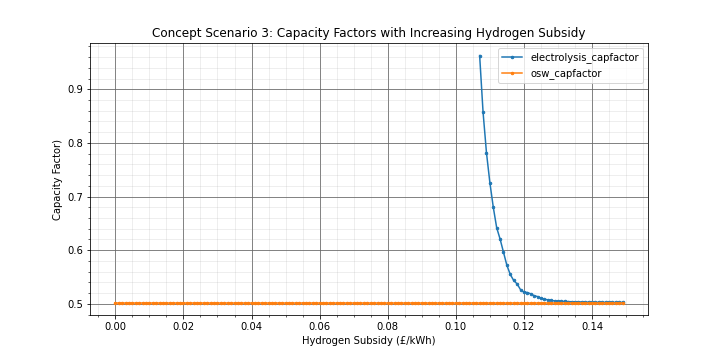 Concept Scenario 3: Capacity Factors with Increasing Hydrogen Subsidy
electrolysis_capfactor
osw_capfactor
Capacity Factor)
0.9
0.8
0.7
0.6
0.5
0.00 0.02 0.04 0.06 0.08 0.10 0.12 0.14
Hydrogen Subsidy (£/kWh)